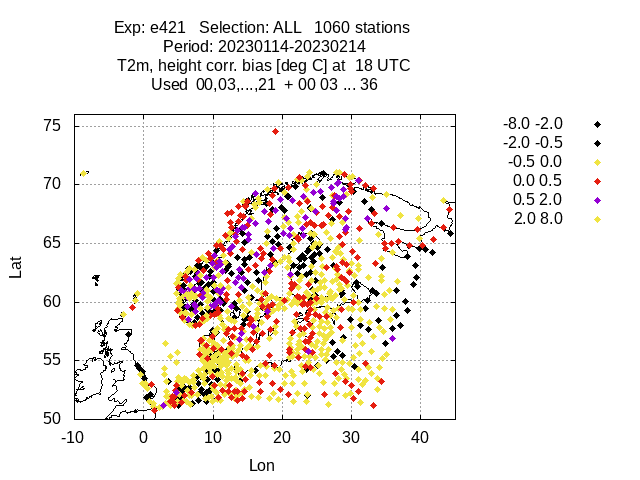 Exp: e421 Selection: ALL 1060 stations
Period: 20230114-20230214
T2m, height corr. bias [deg C] at 18 UTC
Used 00,03,...,21 + 00 03 ... 36
-8.0 -2.0
-2.0 -0.5
-0.5 0.0
0.0 0.5
0.5 2.0
2.0 8.0
75
70
65
60
55
50
Lat
-10 0 10 20 30 40
Lon